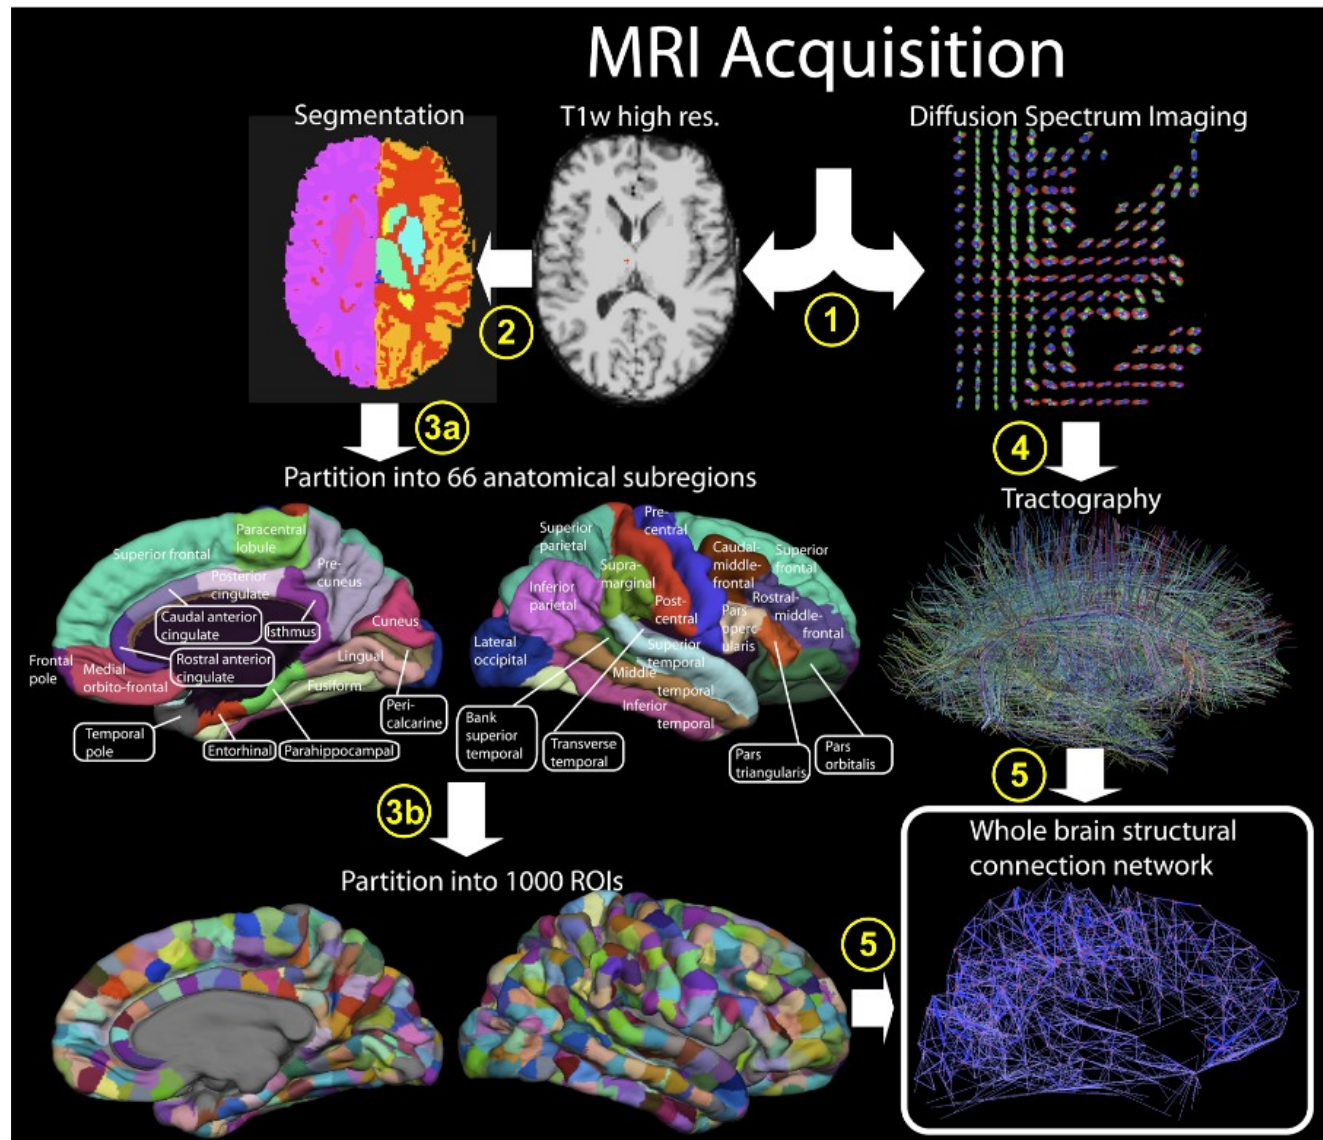 MRI Acquisition
Segmentation
T1w high res.
Diffusion Spectrum Imaging
1
2
3a
4
Partition into 66 anatomical subregions
Tractography
Superior frontal
Paracentral
lobule
Pre-
cuneus
Posterior
cingulate
Caudal anterior
cingulate
Isthmus
Cuneus
Rostral anterior
cingulate
Lingual
Frontal
pole
Medial
orbito-frontal
Fusiform
Peri-
calcarine
Temporal
pole
Entorhinal
Parahippocampal
Superior
parietal
Pre-
central
Caudal-
middle-
frontal
Superior
frontal
Supra-
marginal
Inferior
parietal
Post-
central
Rostral-
middle-
frontal
Pars
opercu-
laris
Lateral
occipital
Superior
temporal
Middle
temporal
Inferior
temporal
Bank
superior
temporal
Transverse
temporal
Pars
triangularis
Pars
orbitalis
5
3b
Whole brain structural
connection network
Partition into 1000 ROIs
5